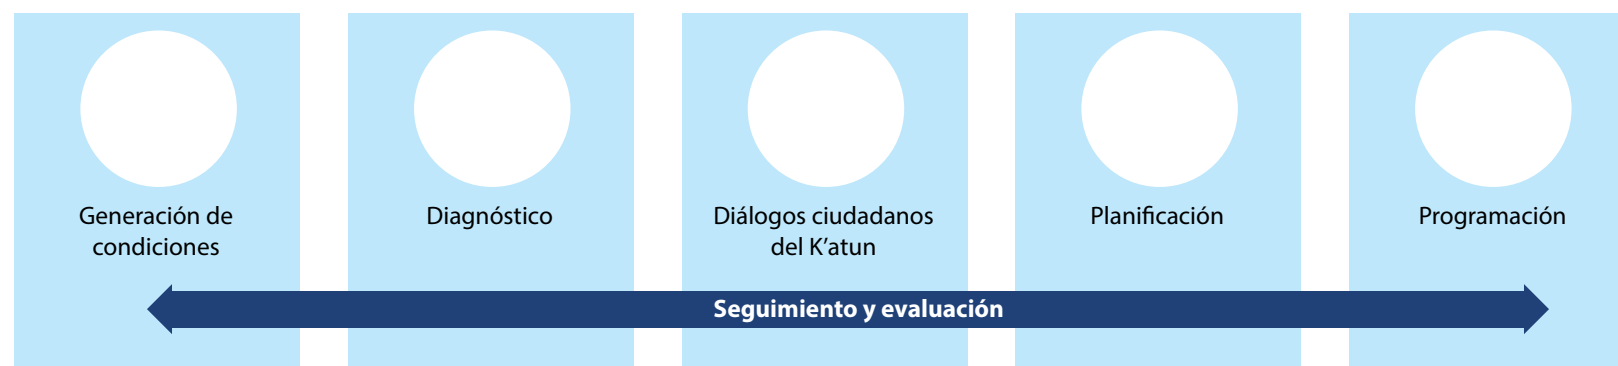 Generación de
condiciones
Diagnóstico
Diálogos ciudadanos
del K’atun
Planificación
Programación
Seguimiento y evaluación